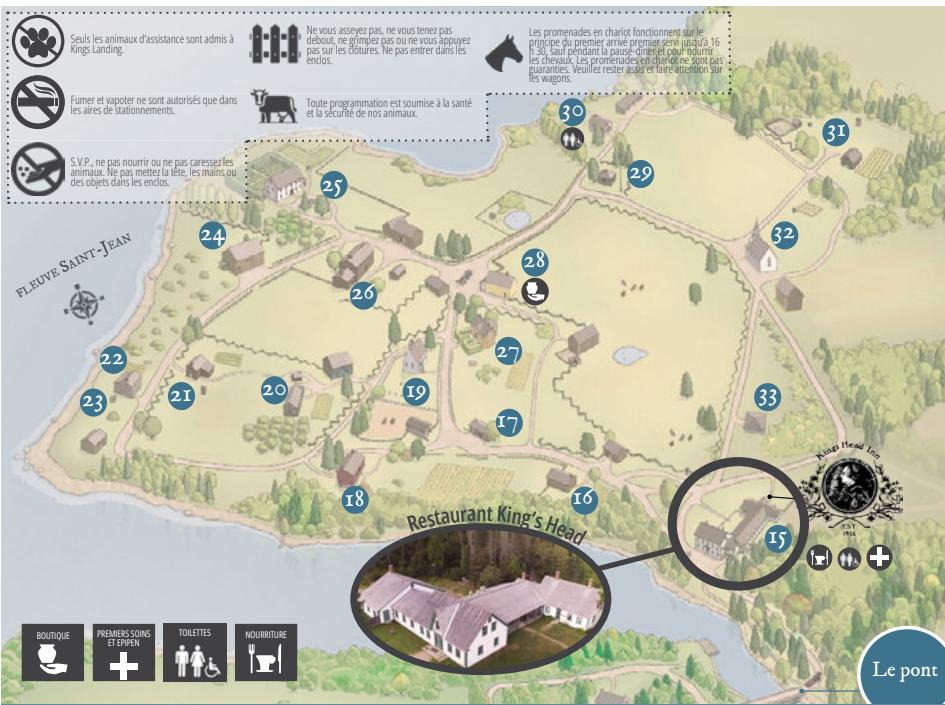 Seuls les animaux d'assistance sont admis à
Kings Landing.
Fumer et vapoter ne sont autorisés que dans
les aires de stationnements.
S.V.P., ne pas nourrir ou ne pas caressez les
animaux. Ne pas mettez la tête, les mains ou
des objets dans les enclos.
Ne vous asseyez pas, ne vous tenez pas
debout, ne grimpez pas ou ne vous appuyez
pas sur les clôtures. Ne pas entrer dans les
enclos.
Toute programmation est soumise à la santé
et la sécurité de nos animaux.
Les promenades en chariot fonctionnent sur le
principe du premier arrivé premier servi jusqu'à 16
h 30, sauf pendant la pause-dîner et pour nourrir
les chevaux. Les promenades en chariot ne sont pas
guaranties. Veuillez rester assis et faire attention sur
les wagons.
FLEUVE SAINT-JEAN
30
31
29
25
32
24
28
26
27
22
23
21
20
19
17
33
18
16
15
Kings Head Inn
EST
Restaurant King's Head
BOUTIQUE
PREMIERS SOINS
ET EPIPEN
TOILETTES
NOURRITURE
Le pont